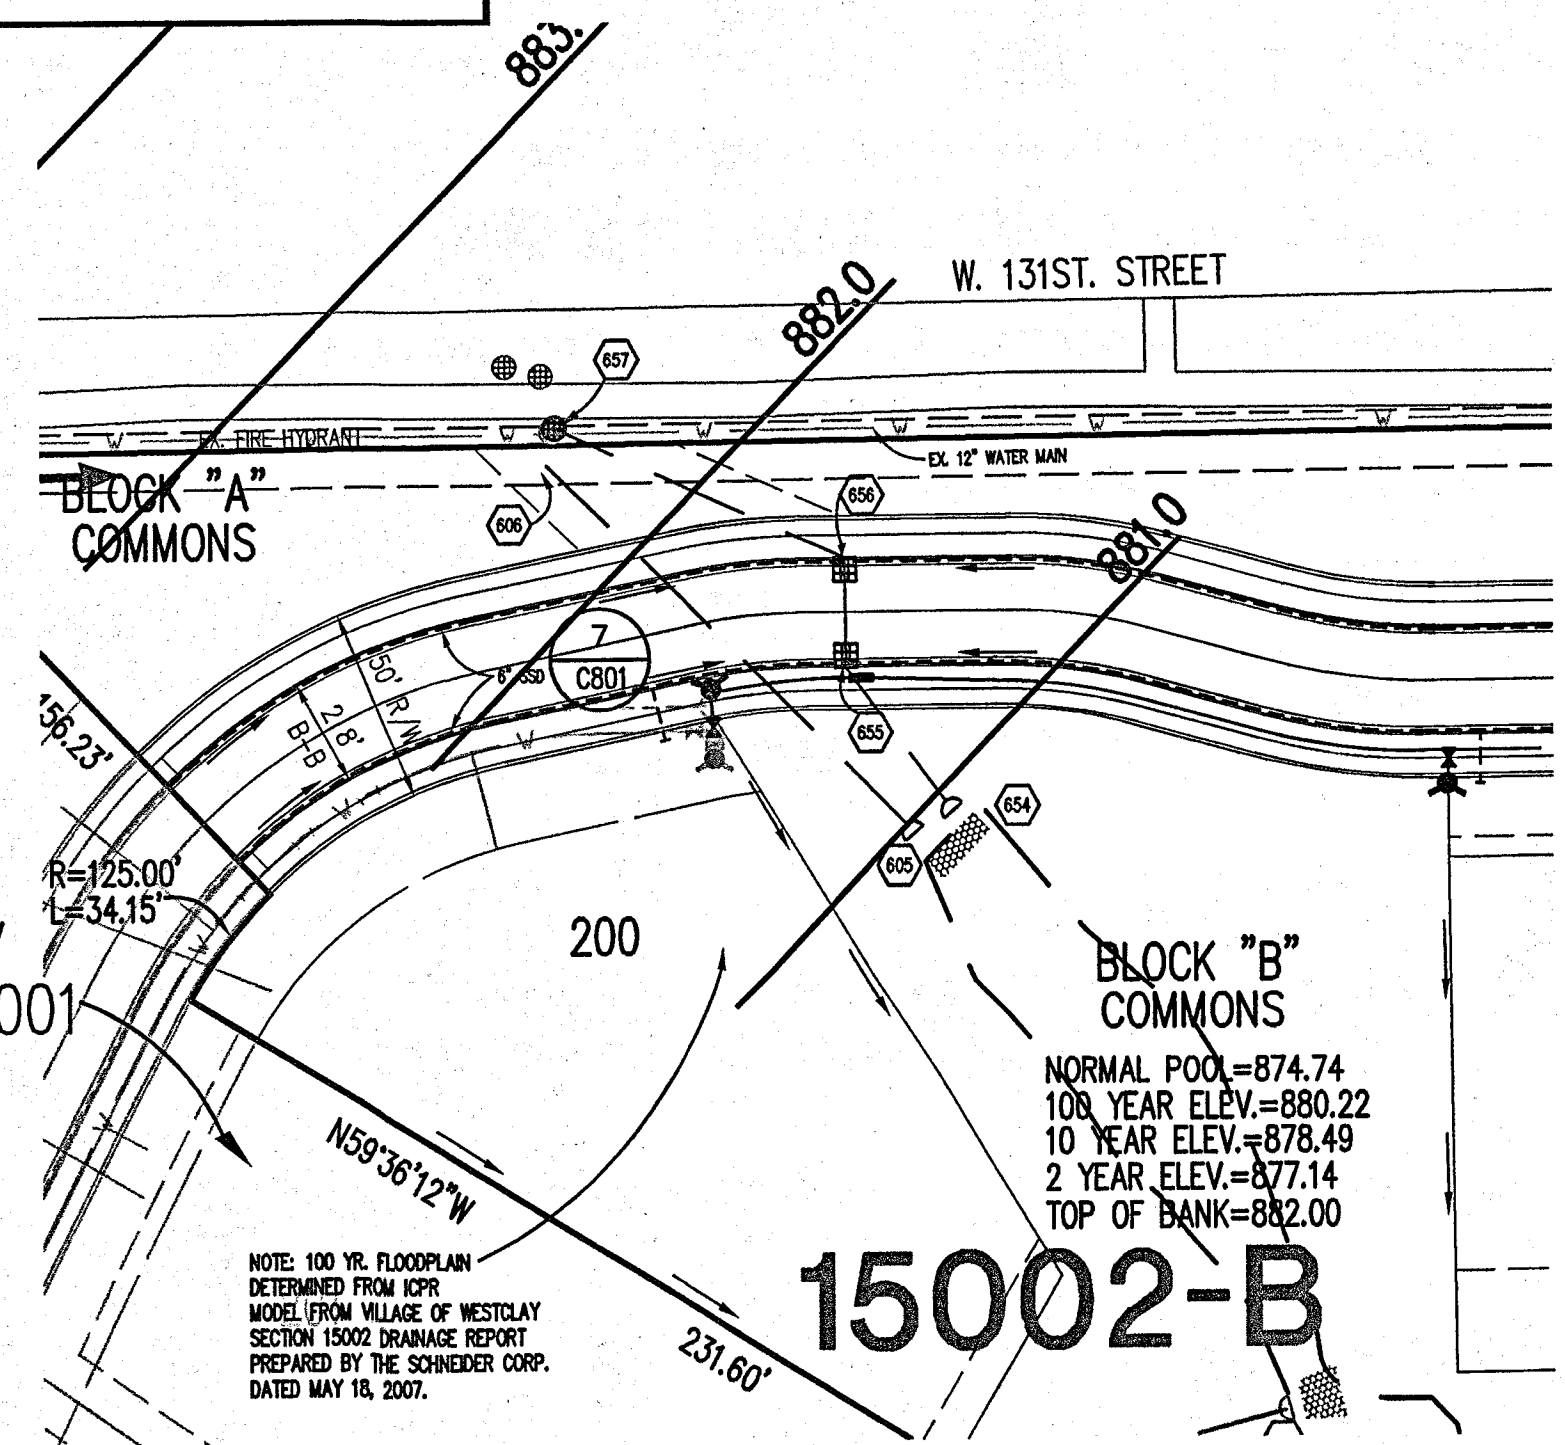 883.
W. 131ST. STREET
882.0
657
EX. FIRE HYDRANT
W W W W W W
EX. 12" WATER MAIN
BLOCK "A"
COMMONS
606
656
881.0
7
C801
6" SSD
50' R/W
28'
B-B
156.23'
W
W
655
654
605
R=125.00'
L=34.15'
W
200
001
W
BLOCK "B"
COMMONS
NORMAL POOL=874.74
100 YEAR ELEV.=880.22
10 YEAR ELEV.=878.49
2 YEAR ELEV.=877.14
TOP OF BANK=882.00
N59°36'12"W
231.60'
NOTE: 100 YR. FLOODPLAIN
DETERMINED FROM ICPR
MODEL FROM VILLAGE OF WESTCLAY
SECTION 15002 DRAINAGE REPORT
PREPARED BY THE SCHNEIDER CORP.
DATED MAY 18, 2007.
15002-B